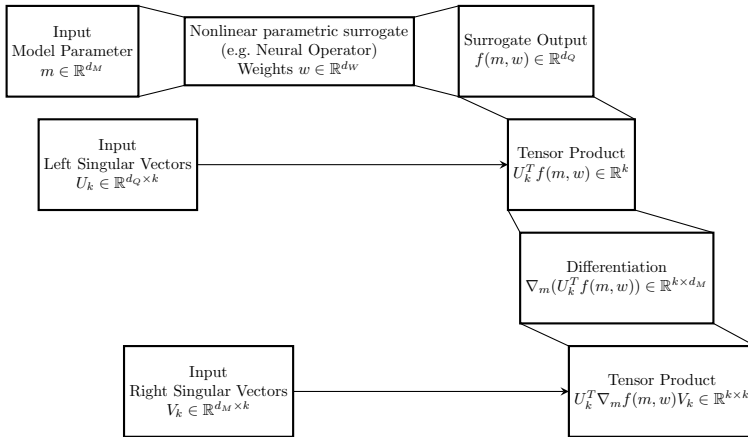 Input
Model Parameter
m ∈ ℝ^{d_M}
Nonlinear parametric surrogate
(e.g. Neural Operator)
Weights w ∈ ℝ^{d_W}
Surrogate Output
f(m, w) ∈ ℝ^{d_Q}
Input
Left Singular Vectors
U_k ∈ ℝ^{d_Q×k}
Tensor Product
U_k^T f(m, w) ∈ ℝ^k
Differentiation
∇_m(U_k^T f(m, w)) ∈ ℝ^{k×d_M}
Input
Right Singular Vectors
V_k ∈ ℝ^{d_M×k}
Tensor Product
U_k^T ∇_m f(m, w)V_k ∈ ℝ^{k×k}